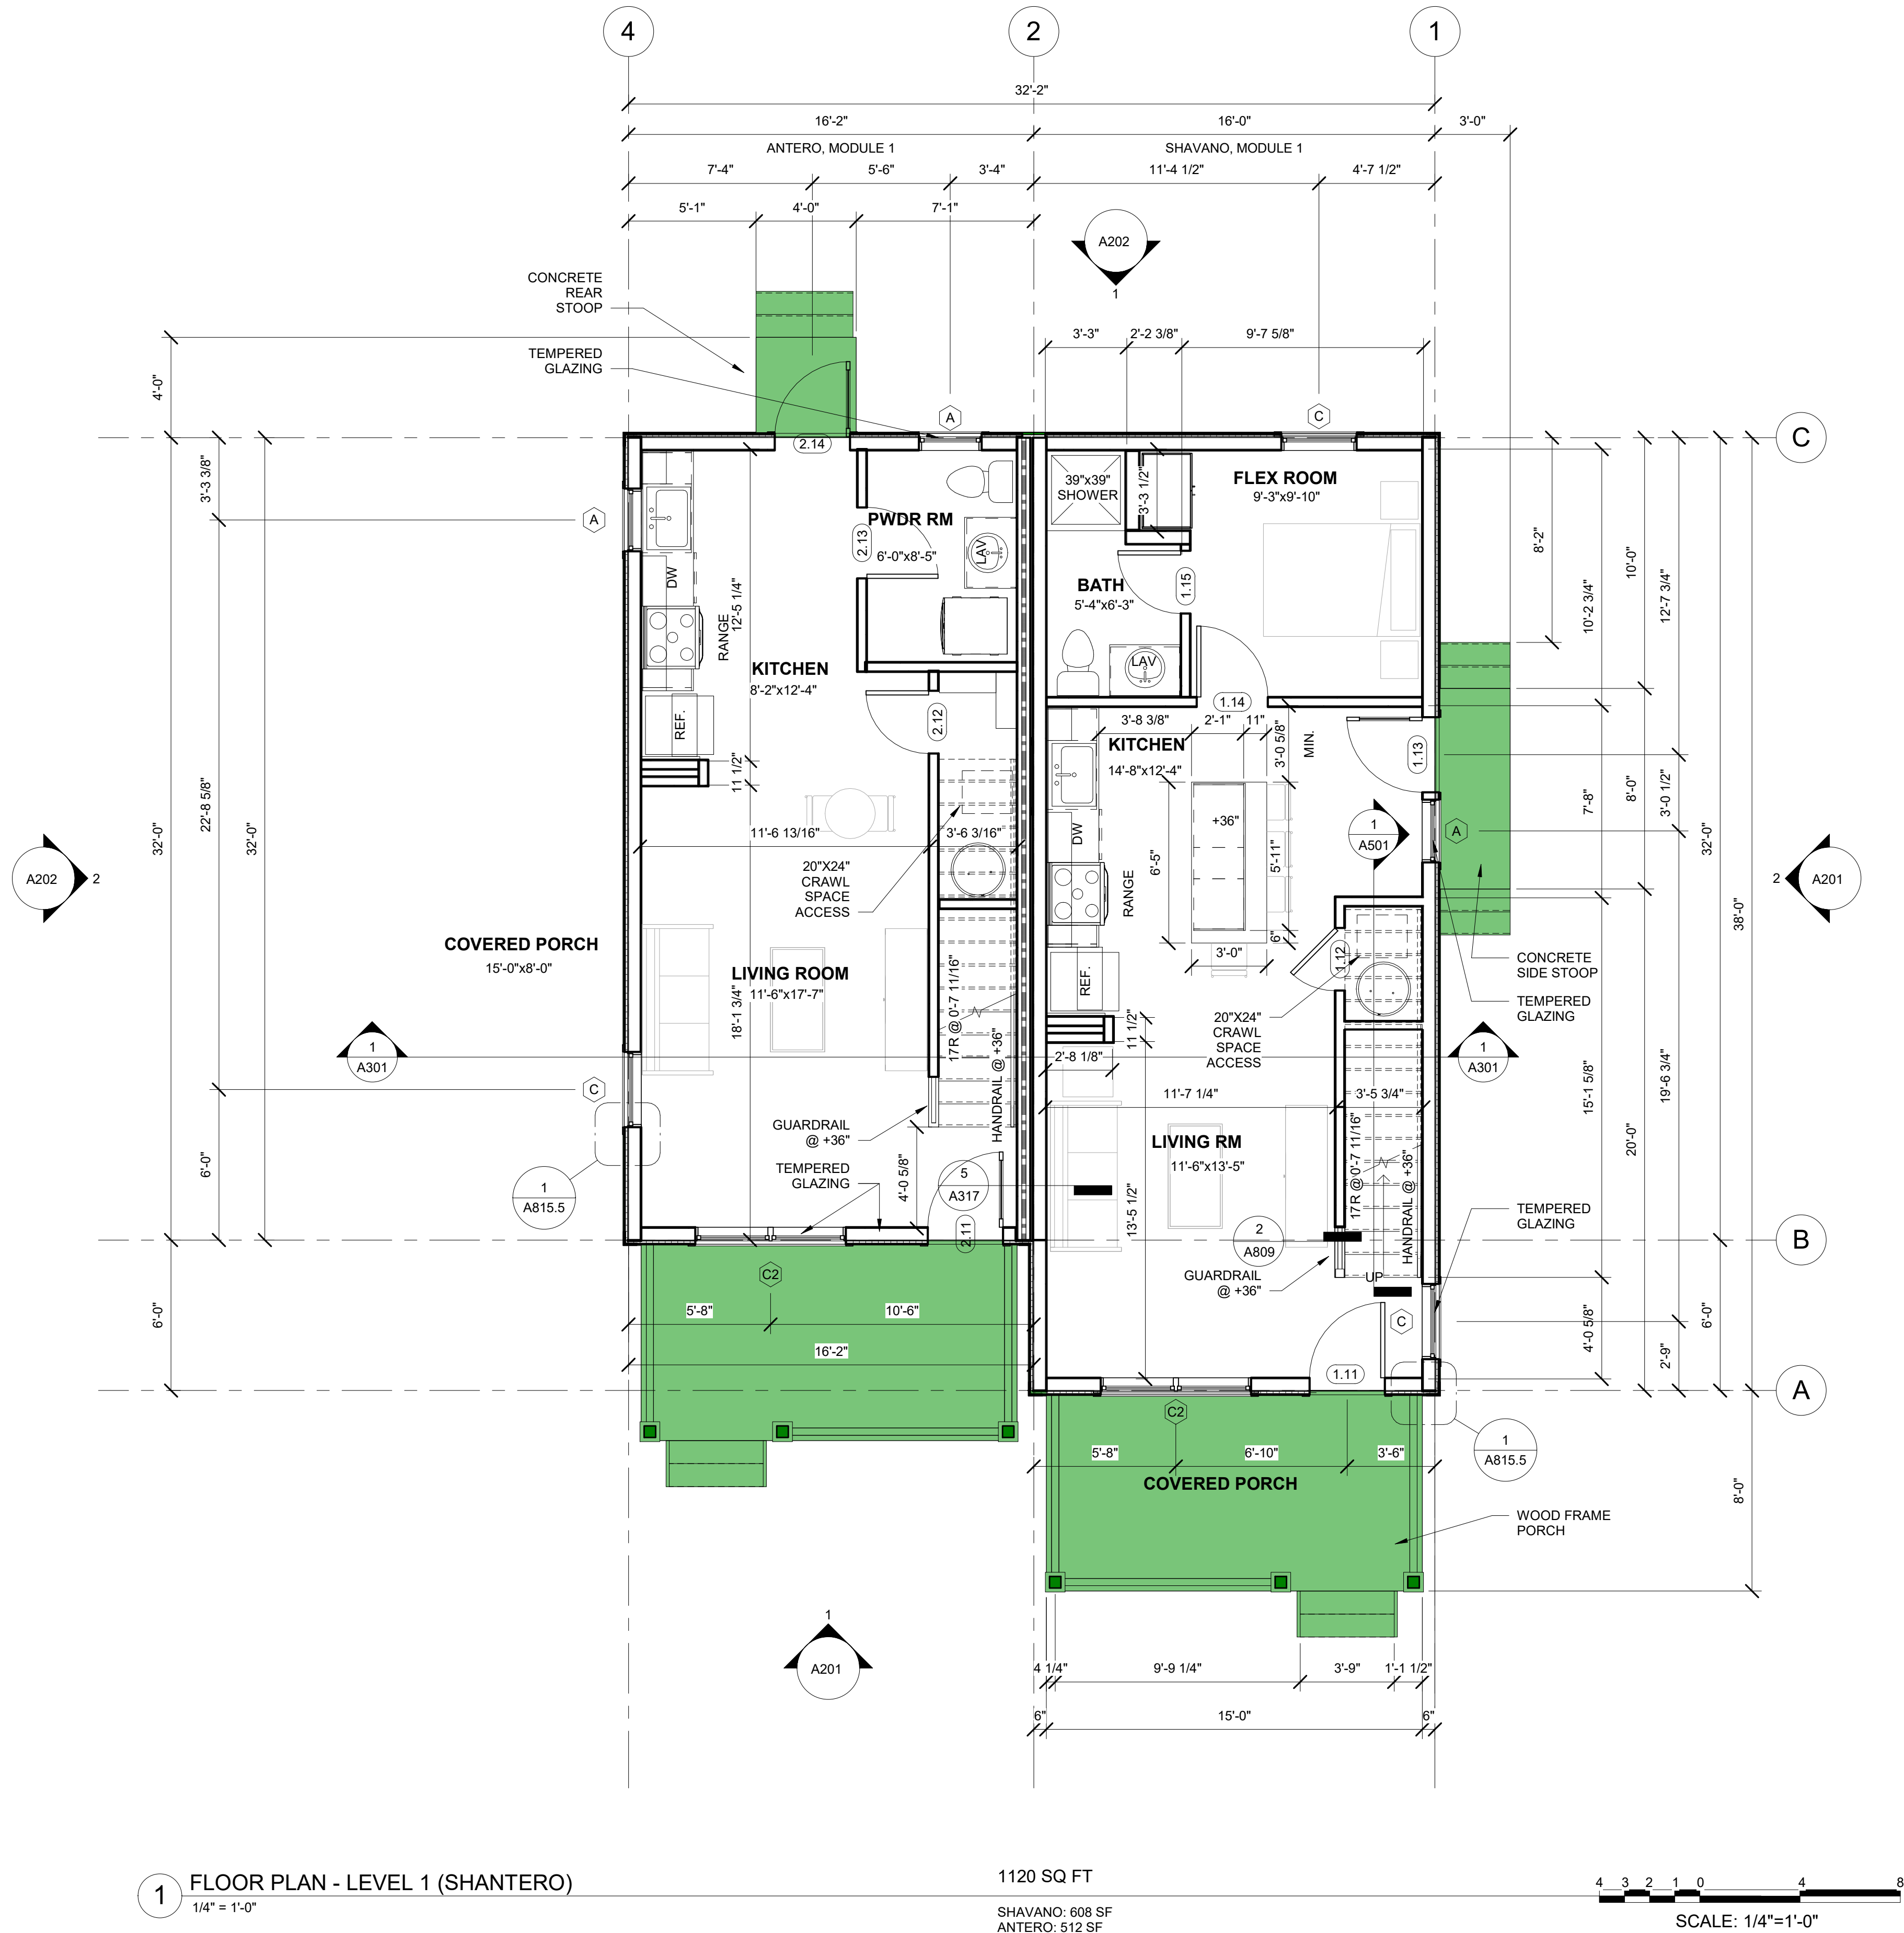 4
2
1
32'-2"
16'-2"
16'-0"
3'-0"
ANTERO, MODULE 1
SHAVANO, MODULE 1
7'-4"
5'-6"
3'-4"
11'-4 1/2"
4'-7 1/2"
5'-1"
4'-0"
7'-1"
A202
1
CONCRETE
REAR
STOOP
TEMPERED
GLAZING
3'-3"
2'-2 3/8"
9'-7 5/8"
A
C
C
2.14
4'-0"
3'-3 3/8"
A
39"x39"
SHOWER
3'-3 1/2"
FLEX ROOM
9'-3"x9'-10"
PWDR RM
6'-0"x8'-5"
2.13
LAV
DW
RANGE
12'-5 1/4"
BATH
5'-4"x6'-3"
1.15
LAV
8'-2"
10'-0"
12'-7 3/4"
10'-2 3/4"
KITCHEN
8'-2"x12'-4"
REF.
2.12
1.14
3'-8 3/8"
2'-1"
11"
3'-0 5/8"
MIN.
KITCHEN
14'-8"x12'-4"
1.13
11 1/2"
11'-6 13/16"
3'-6 3/16"
+36"
DW
RANGE
6'-5"
5'-11"
6"
3'-0"
1
A501
A
7'-8"
8'-0"
3'-0 1/2"
32'-0"
38'-0"
32'-0"
22'-8 5/8"
32'-0"
A202
2
2
A201
20"X24"
CRAWL
SPACE
ACCESS
COVERED PORCH
15'-0"x8'-0"
LIVING ROOM
11'-6"x17'-7"
18'-1 3/4"
17R @ 0'-7 11/16"
HANDRAIL @ +36"
REF.
1.12
CONCRETE
SIDE STOOP
TEMPERED
GLAZING
20"X24"
CRAWL
SPACE
ACCESS
11 1/2"
2'-8 1/8"
1
A301
1
A301
C
11'-7 1/4"
3'-5 3/4"
15'-1 5/8"
19'-6 3/4"
20'-0"
GUARDRAIL
@ +36"
LIVING RM
11'-6"x13'-5"
17R @ 0'-7 11/16"
HANDRAIL @ +36"
6'-0"
TEMPERED
GLAZING
4'-0 5/8"
5
A317
13'-5 1/2"
1
A815.5
2.11
2
A809
TEMPERED
GLAZING
C
B
A
C2
GUARDRAIL
@ +36"
UP
C
5'-8"
10'-6"
16'-2"
6'-0"
4'-0 5/8"
2'-9"
6'-0"
1.11
C2
5'-8"
6'-10"
3'-6"
1
A815.5
COVERED PORCH
8'-0"
WOOD FRAME
PORCH
1
A201
4 1/4"
9'-9 1/4"
3'-9"
1'-1 1/2"
6"
15'-0"
6"
1
FLOOR PLAN - LEVEL 1 (SHANTERO)
1/4" = 1'-0"
1120 SQ FT
SHAVANO: 608 SF
ANTERO: 512 SF
4 3 2 1 0 4 8
SCALE: 1/4"=1'-0"